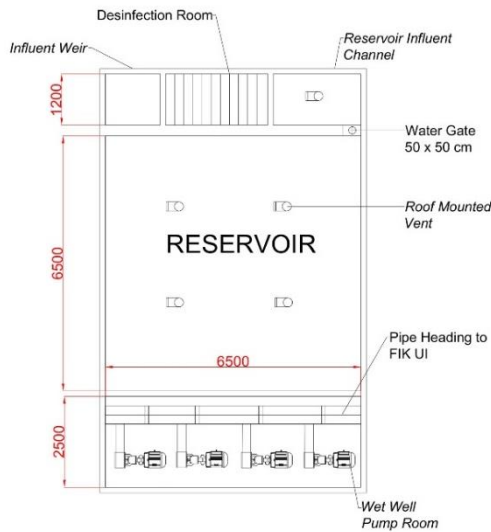 Desinfection Room
Influent Weir
Reservoir Influent
Channel
1200
Water Gate
50 x 50 cm
Roof Mounted
Vent
RESERVOIR
6500
6500
Pipe Heading to
FIK UI
2500
Wet Well
Pump Room